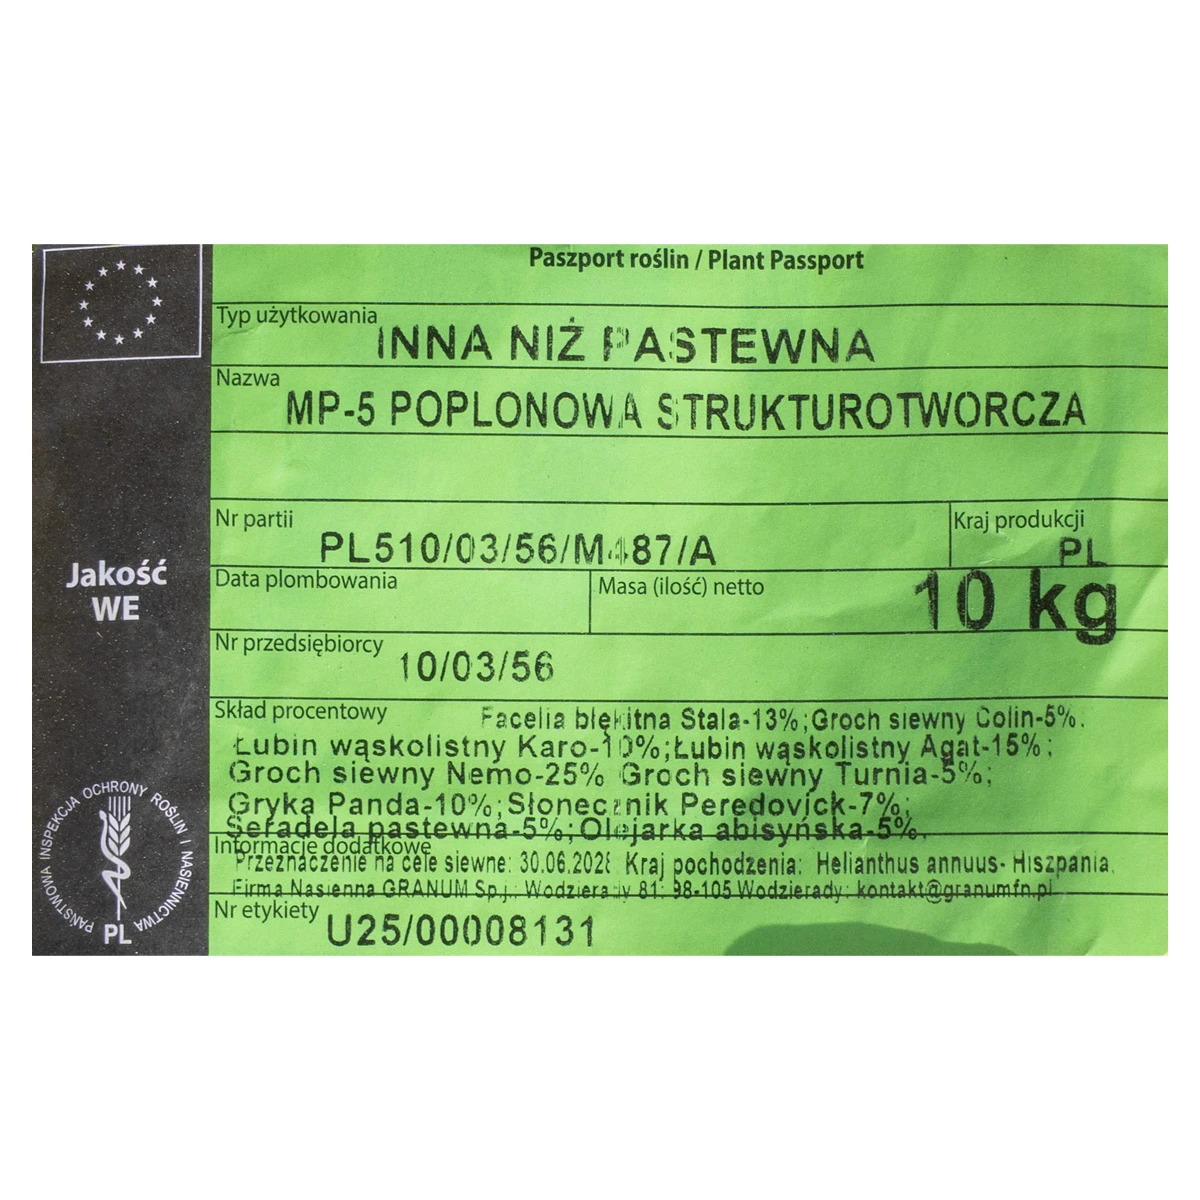 Paszport roślin / Plant Passport
Typ użytkowania
INNA NIŻ PASTEWNA
Nazwa
MP-5 POPLONOWA STRUKTUROTWORCZA
Nr partii
PL510/03/56/M487/A
Kraj produkcji
PL
Data plombowania
Masa (ilość) netto
10 kg
Nr przedsiębiorcy
10/03/56
Skład procentowy
Facelia błękitna Stala-13%;Groch siewny Colin-5%;
Łubin wąskolistny Karo-10%;Łubin wąskolistny Agat-15%;
Groch siewny Nemo-25% Groch siewny Turnia-5%;
Gryka Panda-10%;Słonecznik Peredovick-7%;
Seradela pastewna-5%;Olejarka abisyńska-5%.
Informacje dodatkowe
Przeznaczenie na cele siewne: 30.06.2028 Kraj pochodzenia: Helianthus annuus- Hiszpania.
Firma Nasienna GRANUM Sp.j.; Wodzierady 81; 98-105 Wodzierady; kontakt@granumfn.pl
Nr etykiety
U25/00008131
Jakość
WE
PAŃSTWOWA INSPEKCJA OCHRONY ROŚLIN I NASIENNICTWA
PL